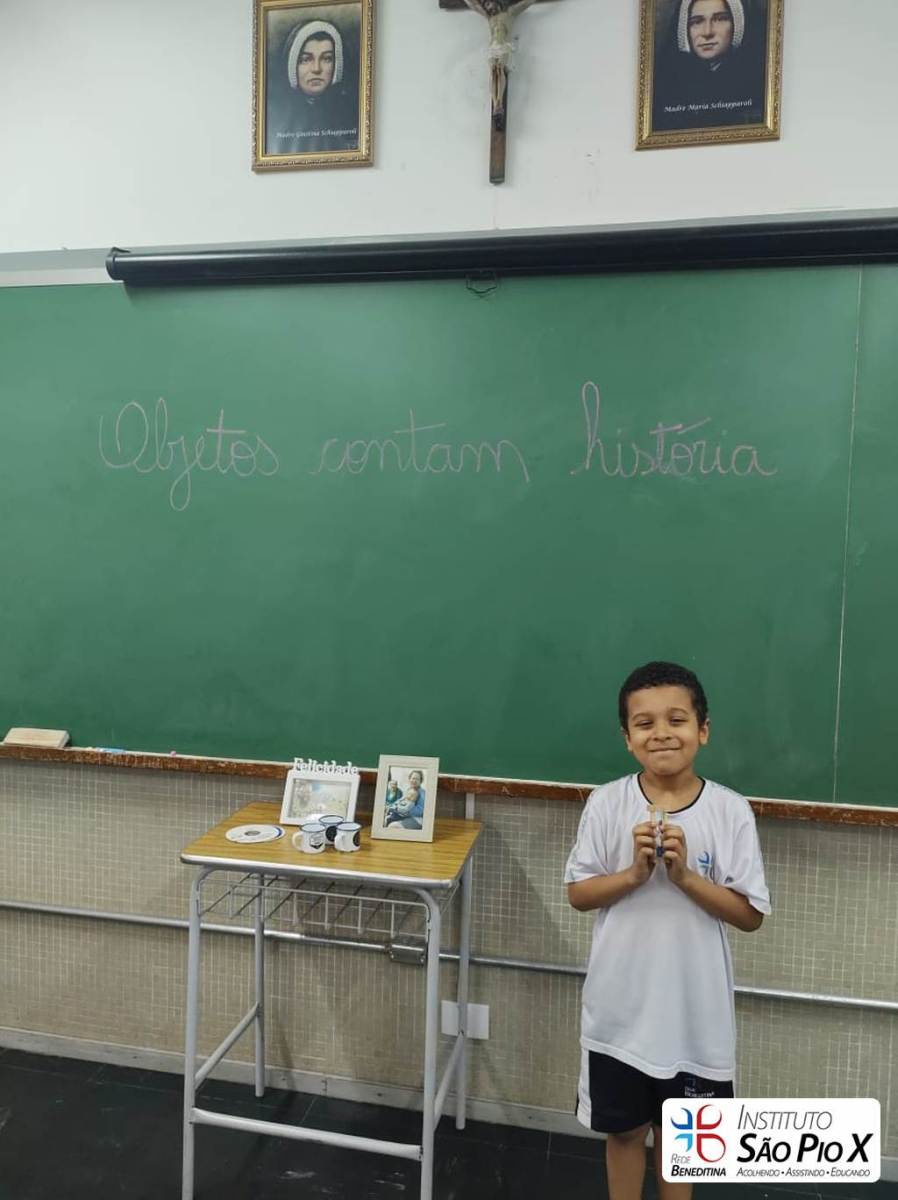 Madre Giustina Schiapparoli
Madre Maria Schiapparoli
Objetos contam história
Felicidade
REDE
BENEDITINA
INSTITUTO
SÃO PIO X
ACOLHENDO • ASSISTINDO • EDUCANDO